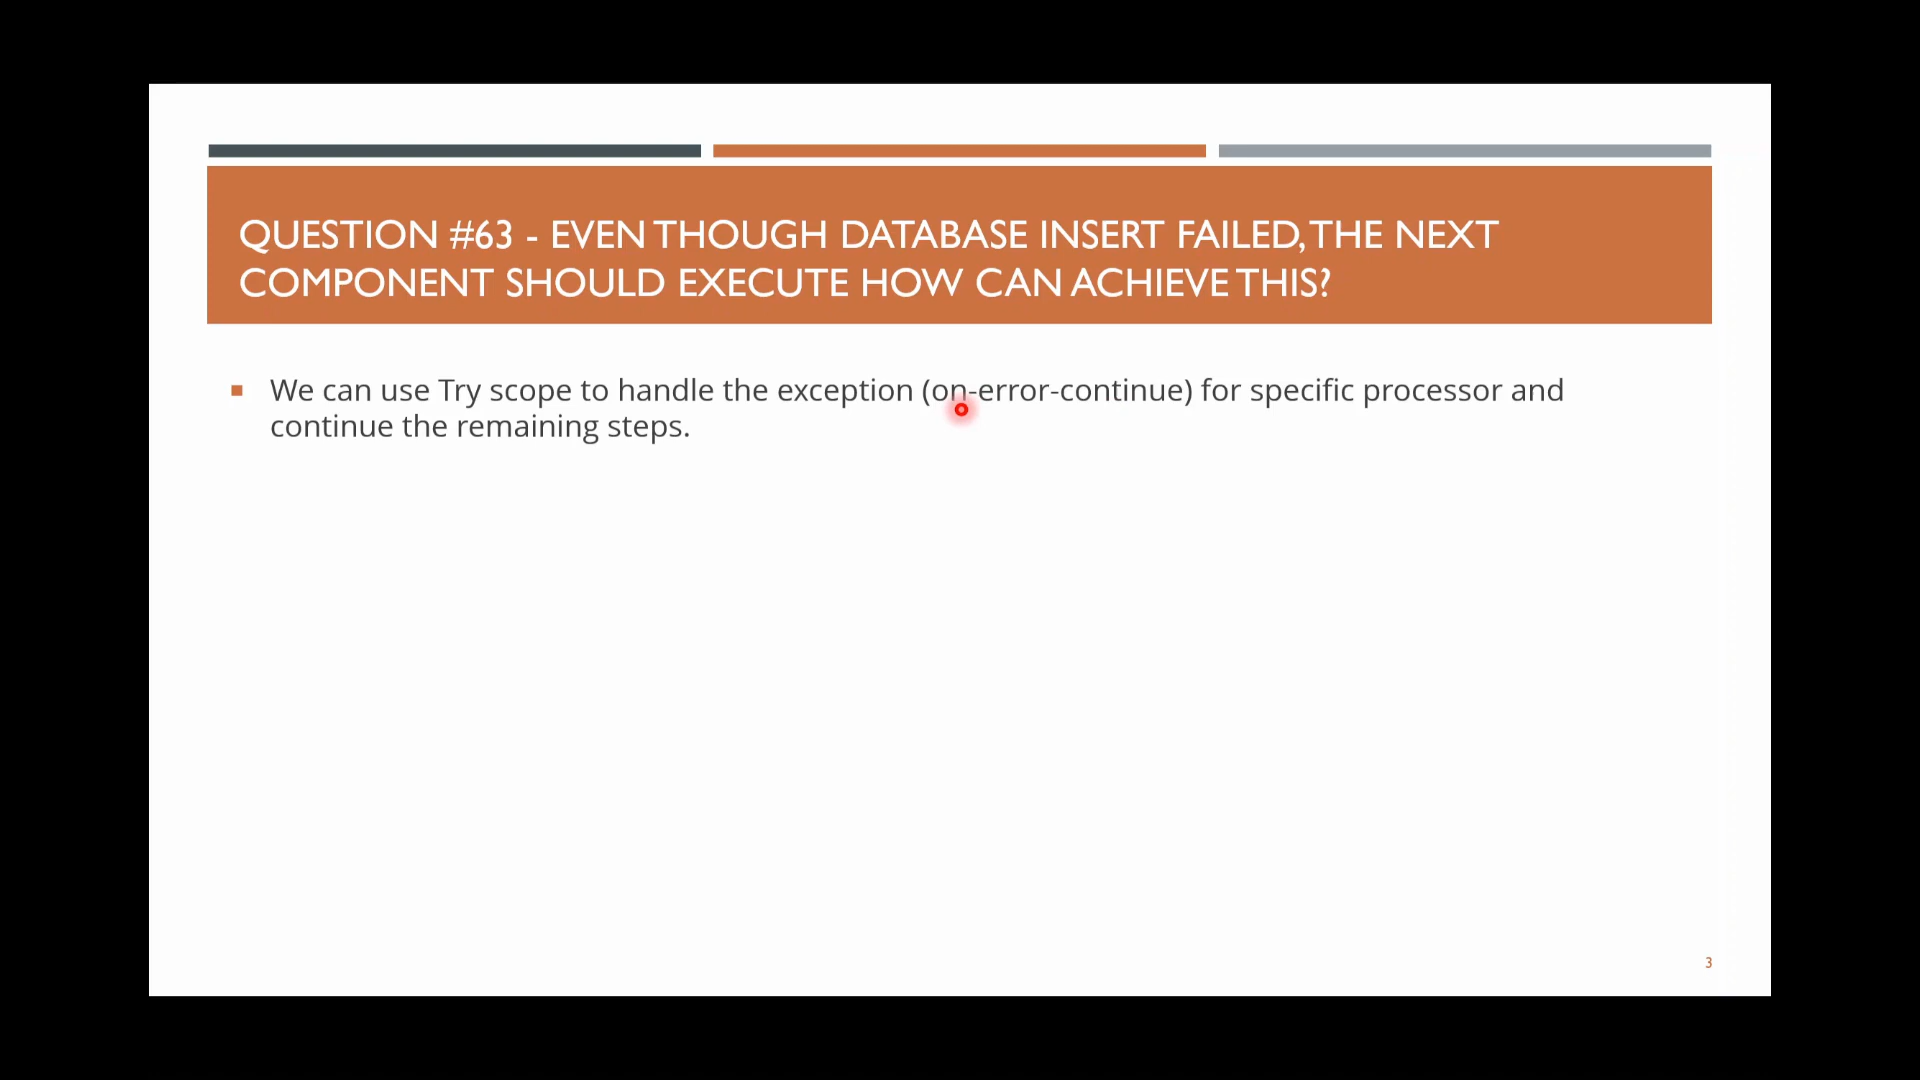 QUESTION #63 - EVEN THOUGH DATABASE INSERT FAILED, THE NEXT
COMPONENT SHOULD EXECUTE HOW CAN ACHIEVE THIS?
We can use Try scope to handle the exception (on-error-continue) for specific processor and
continue the remaining steps.
3